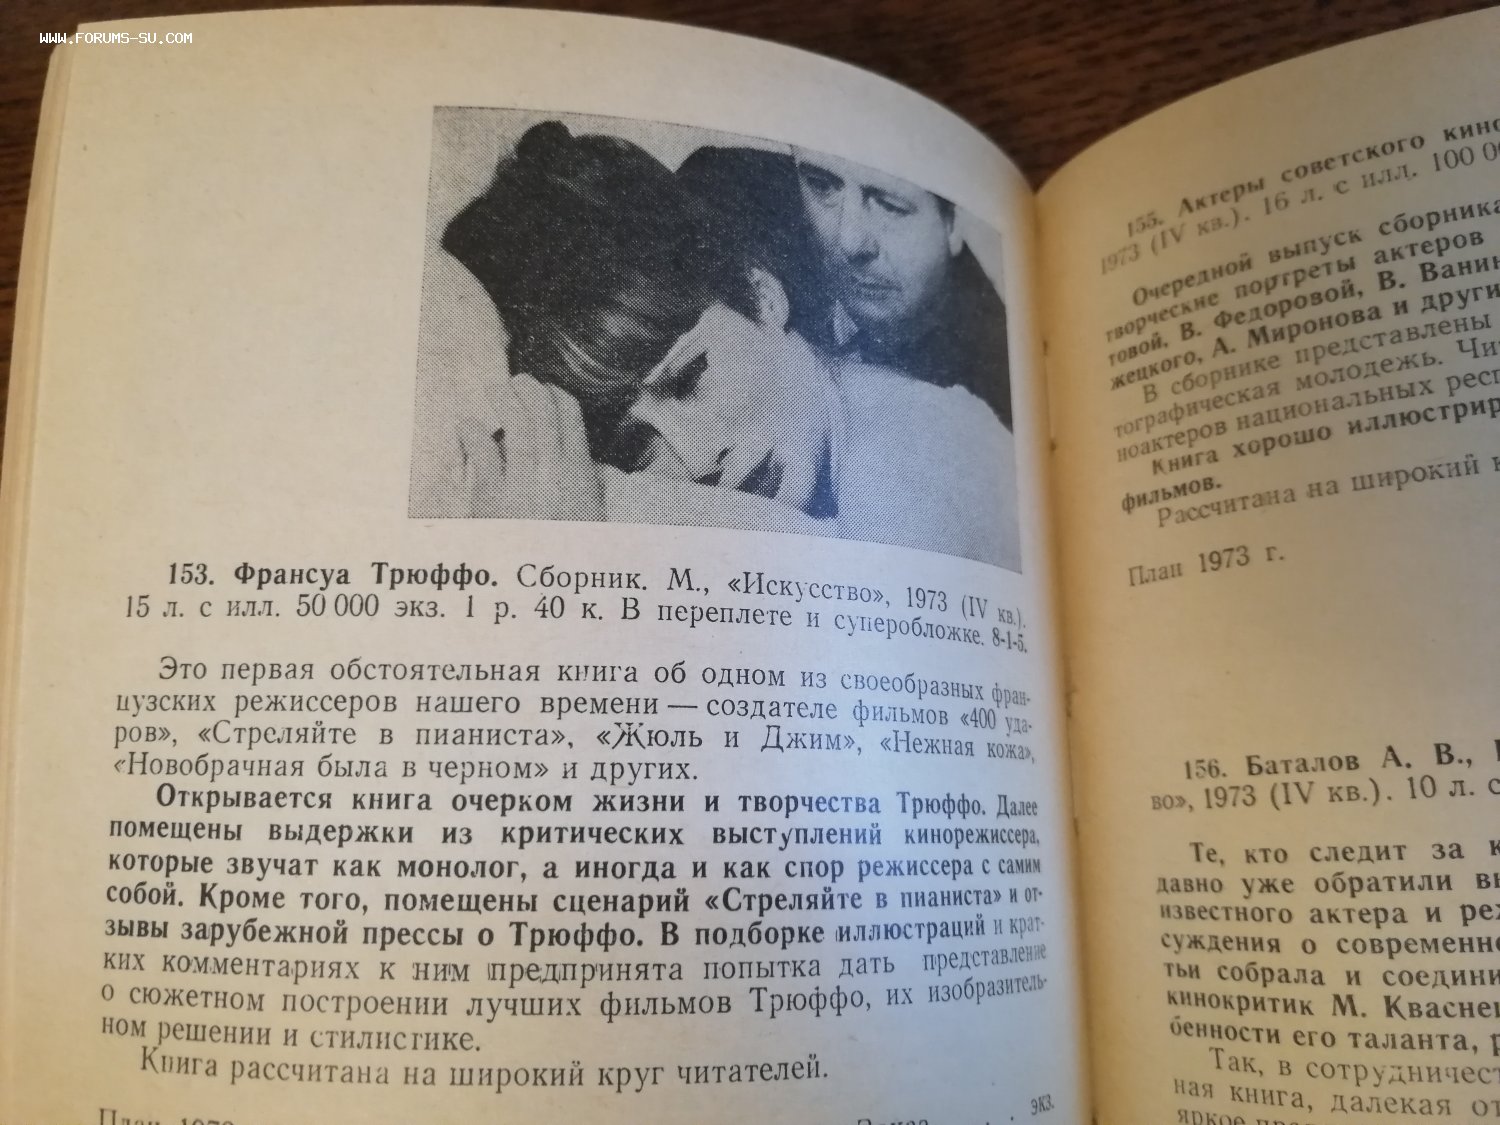 WWW.FORUMS-SU.COM
153. Франсуа Трюффо. Сборник. М., «Искусство», 1973 (IV кв.).
15 л. с илл. 50 000 экз. 1 р. 40 к. В переплете и суперобложке. 8-1-5.
Это первая обстоятельная книга об одном из своеобразных фран-
цузских режиссеров нашего времени — создателе фильмов «400 уда-
ров», «Стреляйте в пианиста», «Жюль и Джим», «Нежная кожа»,
«Новобрачная была в черном» и других.
Открывается книга очерком жизни и творчества Трюффо. Далее
помещены выдержки из критических выступлений кинорежиссера,
которые звучат как монолог, а иногда и как спор режиссера с самим
собой. Кроме того, помещены сценарий «Стреляйте в пианиста» и от-
зывы зарубежной прессы о Трюффо. В подборке иллюстраций и крат-
ких комментариях к ним предпринята попытка дать представление
о сюжетном построении лучших фильмов Трюффо, их изобразитель-
ном решении и стилистике.
Книга рассчитана на широкий круг читателей.
План
экз.
155. Актеры советского кино
1973 (IV кв.). 16 л. с илл. 100
Очередной выпуск сборника
творческие портреты актеров
товой, В. Федоровой, В. Ванин
жецкого, А. Миронова и други
В сборнике представлены
тографическая молодежь. Чи
ноактеров национальных респ
Книга хорошо иллюстрир
фильмов.
Рассчитана на широкий
План 1973 г.
156. Баталов А. В.,
во», 1973 (IV кв.). 10 л. с
Те, кто следит за
давно уже обратили
известного актера и реж
суждения о современно
тьи собрала и соедини
кинокритик М. Кваснец
бенности его таланта,
Так, в сотрудничест
ная книга, далекая от
яркое